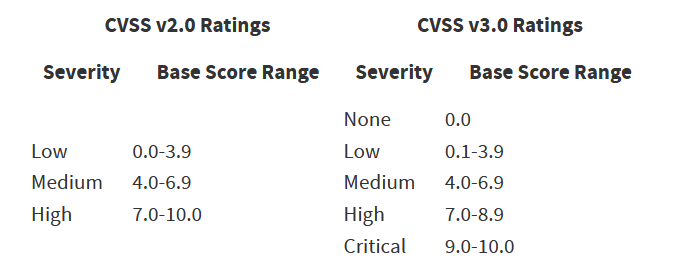 CVSS v2.0 Ratings CVSS v3.0 Ratings
Severity Base Score Range Severity Base Score Range
None 0.0
Low 0.0-3.9 Low 0.1-3.9
Medium 4.0-6.9 Medium 4.0-6.9
High 7.0-10.0 High 7.0-8.9
Critical 9.0-10.0